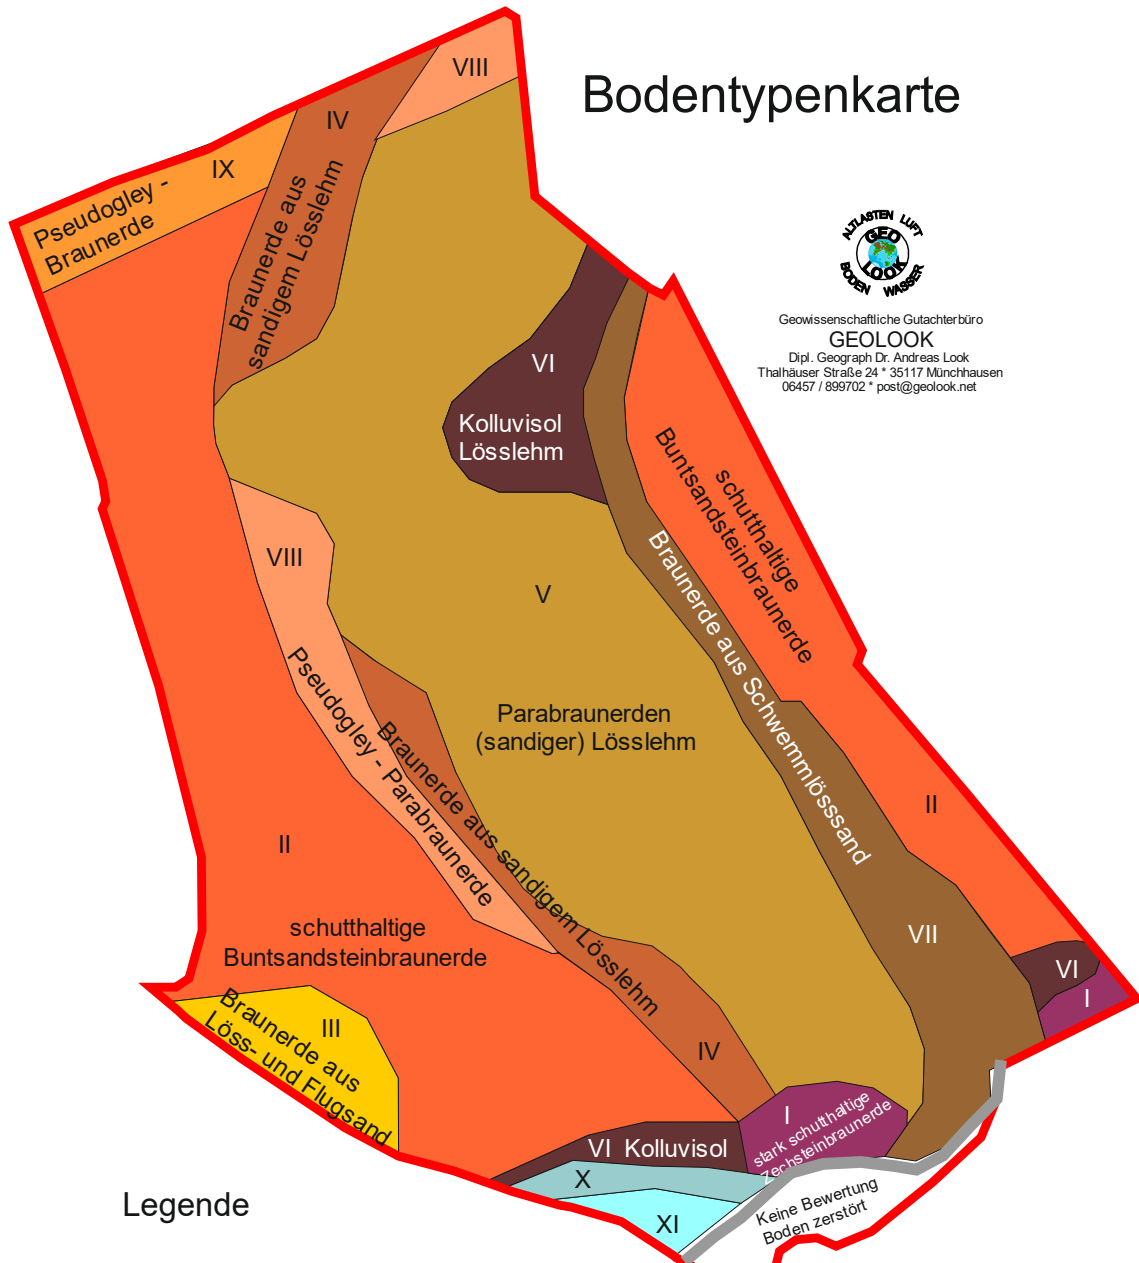 Bodentypenkarte
VIII
IV
IX
Pseudogley -
Braunerde
Braunerde aus
sandigem Lösslehm
ALTLASTEN LUFT
GEO
LOOK
BODEN WASSER
Geowissenschaftliche Gutachterbüro
GEOLOOK
Dipl. Geograph Dr. Andreas Look
Thalhäuser Straße 24 * 35117 Münchhausen
06457 / 899702 * post@geolook.net
VI
Kolluvisol
Lösslehm
schutthaltige
Buntsandsteinbraunerde
VIII
V
Braunerde aus Schwemmlösssand
Pseudogley - Parabraunerde
Braunerde aus sandigem Lösslehm
Parabraunerden
(sandiger) Lösslehm
II
II
schutthaltige
Buntsandsteinbraunerde
VII
VI
I
III
Braunerde aus
Löss- und Flugsand
IV
I
stark schutthaltige
Zechsteinbraunerde
VI Kolluvisol
X
XI
Keine Bewertung
Boden zerstört
Legende